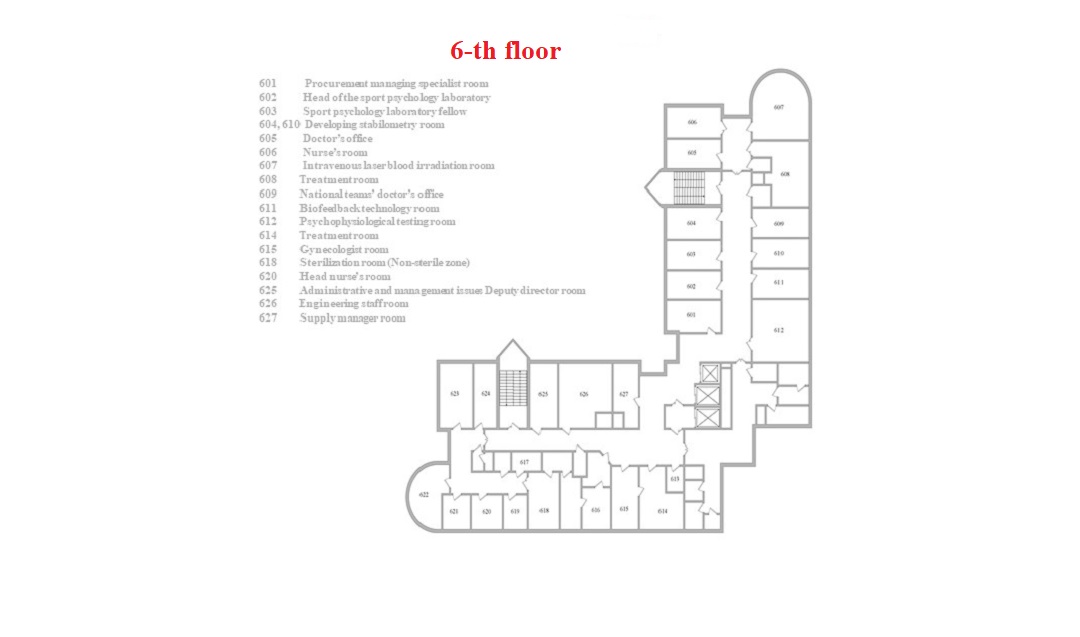 6-th floor
601 Procurement managing specialist room
602 Head of the sport psychology laboratory
603 Sport psychology laboratory fellow
604, 610 Developing stabilometry room
605 Doctor's office
606 Nurse's room
607 Intravenous laser blood irradiation room
608 Treatment room
609 National teams' doctor's office
611 Biofeedback technology room
612 Psychophysiological testing room
614 Treatment room
615 Gynecologist room
618 Sterilization room (Non-sterile zone)
620 Head nurse's room
625 Administrative and management issues Deputy director room
626 Engineering staff room
627 Supply manager room
607
606
605
608
604
609
603
610
602
611
601
612
623
624
625
626
627
617
613
622
621
620
619
618
616
615
614